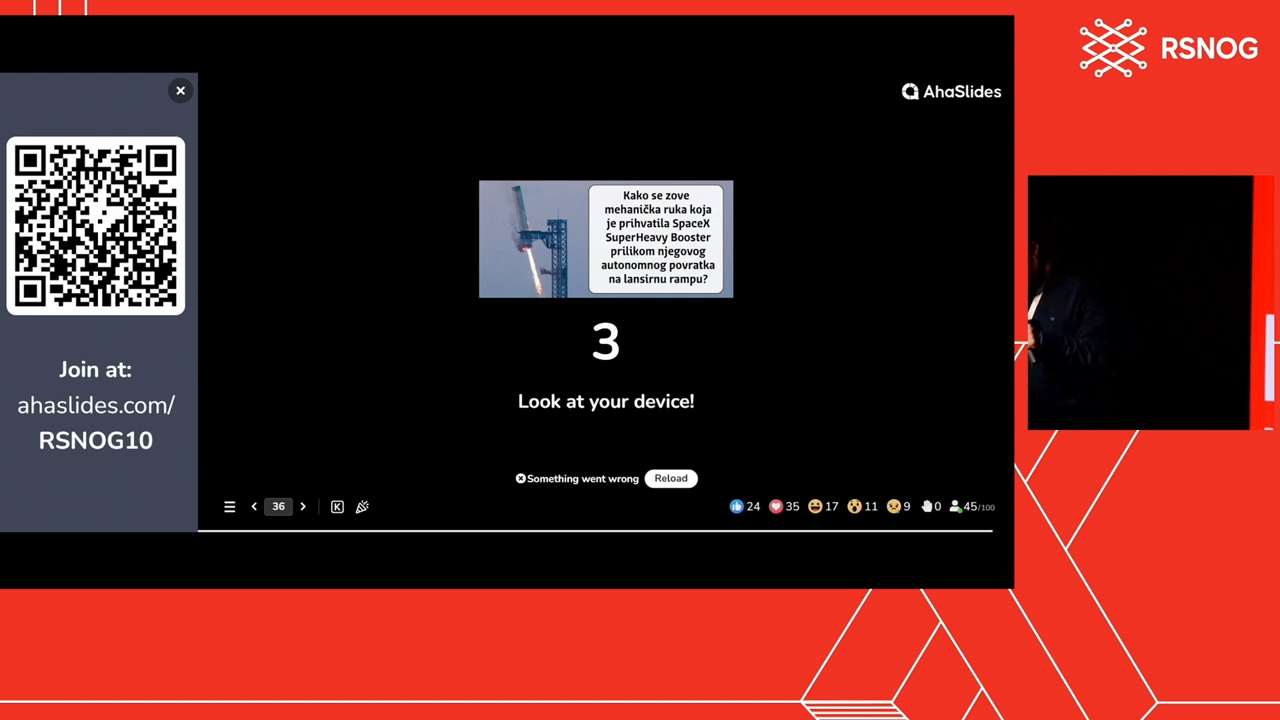 RSNOG
AhaSlides
Kako se zove
mehanička ruka koja
je prihvatila SpaceX
SuperHeavy Booster
prilikom njegovog
autonomnog povratka
na lansirnu rampu?
3
Look at your device!
Join at:
ahaslides.com/
RSNOG10
Something went wrong Reload
36
K
24 35 17 11 9 0 45/100